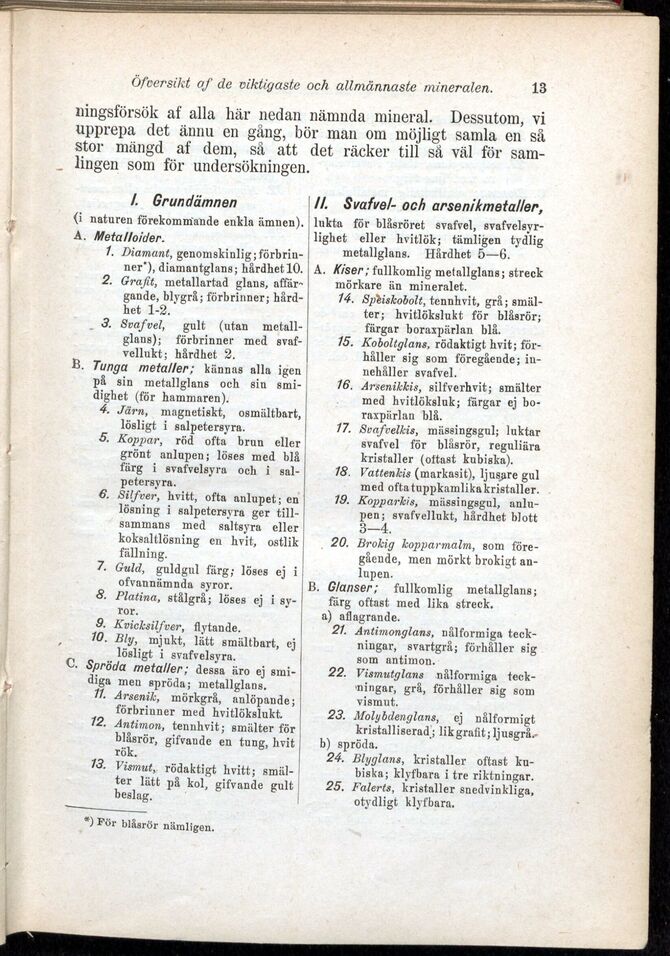 Öfversikt af de viktigaste och allmännaste mineralen. 13
ningsförsök af alla här nedan nämnda mineral. Dessutom, vi
upprepa det ännu en gång, bör man om möjligt samla en så
stor mängd af dem, så att det räcker till så väl för sam-
lingen som för undersökningen.
I. Grundämnen
(i naturen förekommande enkla ämnen).
A. Metalloider.
1. Diamant, genomskinlig; förbrin-
ner*), diamantglans; hårdhet 10.
2. Grafit, metallartad glans, affär-
gande, blygrå; förbrinner; hård-
het 1-2.
3. Svafvel, gult (utan metall-
glans); förbrinner med svaf-
vellukt; hårdhet 2.
B. Tunga metaller; kännas alla igen
på sin metallglans och sin smi-
dighet (för hammaren).
4. Järn, magnetiskt, osmältbart,
lösligt i salpetersyra.
5. Koppar, röd ofta brun eller
grönt anlupen; löses med blå
färg i svafvelsyra och i sal-
petersyra.
6. Silfver, hvitt, ofta anlupet; en
lösning i salpetersyra ger till-
sammans med saltsyra eller
koksaltlösning en hvit, ostlik
fällning.
7. Guld, guldgul färg; löses ej i
ofvannämnda syror.
8. Platina, stålgrå; löses ej i sy-
ror.
9. Kvicksilfver, flytande.
10. Bly, mjukt, lätt smältbart, ej
lösligt i svafvelsyra.
C. Spröda metaller; dessa äro ej smi-
diga men spröda; metallglans.
11. Arsenik, mörkgrå, anlöpande;
förbrinner med hvitlökslukt.
12. Antimon, tennhvit; smälter för
blåsrör, gifvande en tung, hvit
rök.
13. Vismut, rödaktigt hvitt; smäl-
ter lätt på kol, gifvande gult
beslag.
*) För blåsrör nämligen.
II. Svafvel- och arsenikmetaller,
lukta för blåsröret svafvel, svafvelsyr-
lighet eller hvitlök; tämligen tydlig
metallglans. Hårdhet 5—6.
A. Kiser; fullkomlig metallglans; streck
mörkare än mineralet.
14. Speiskobolt, tennhvit, grå; smäl-
ter; hvitlökslukt för blåsrör;
färgar boraxpärlan blå.
15. Koboltglans, rödaktigt hvit; för-
håller sig som föregående; in-
nehåller svafvel.
16. Arsenikkis, silfverhvit; smälter
med hvitlöksluk; färgar ej bo-
raxpärlan blå.
17. Svafvelkis, mässingsgul; luktar
svafvel för blåsrör, reguliära
kristaller (oftast kubiska).
18. Vattenkis (markasit), ljusare gul
med ofta tuppkamlika kristaller.
19. Kopparkis, mässingsgul, anlu-
pen; svafvellukt, hårdhet blott
3—4.
20. Brokig kopparmalm, som före-
gående, men mörkt brokigt an-
lupen.
B. Glanser; fullkomlig metallglans;
färg oftast med lika streck.
a) aflagrande.
21. Antimonglans, nålformiga teck-
ningar, svartgrå; förhåller sig
som antimon.
22. Vismutglans nålformiga teck-
ningar, grå, förhåller sig som
vismut.
23. Molybdenglans, ej nålformigt
kristalliserad; lik grafit; ljusgrå.
b) spröda.
24. Blyglans, kristaller oftast ku-
biska; klyfbara i tre riktningar.
25. Falerts, kristaller snedvinkliga,
otydligt klyfbara.